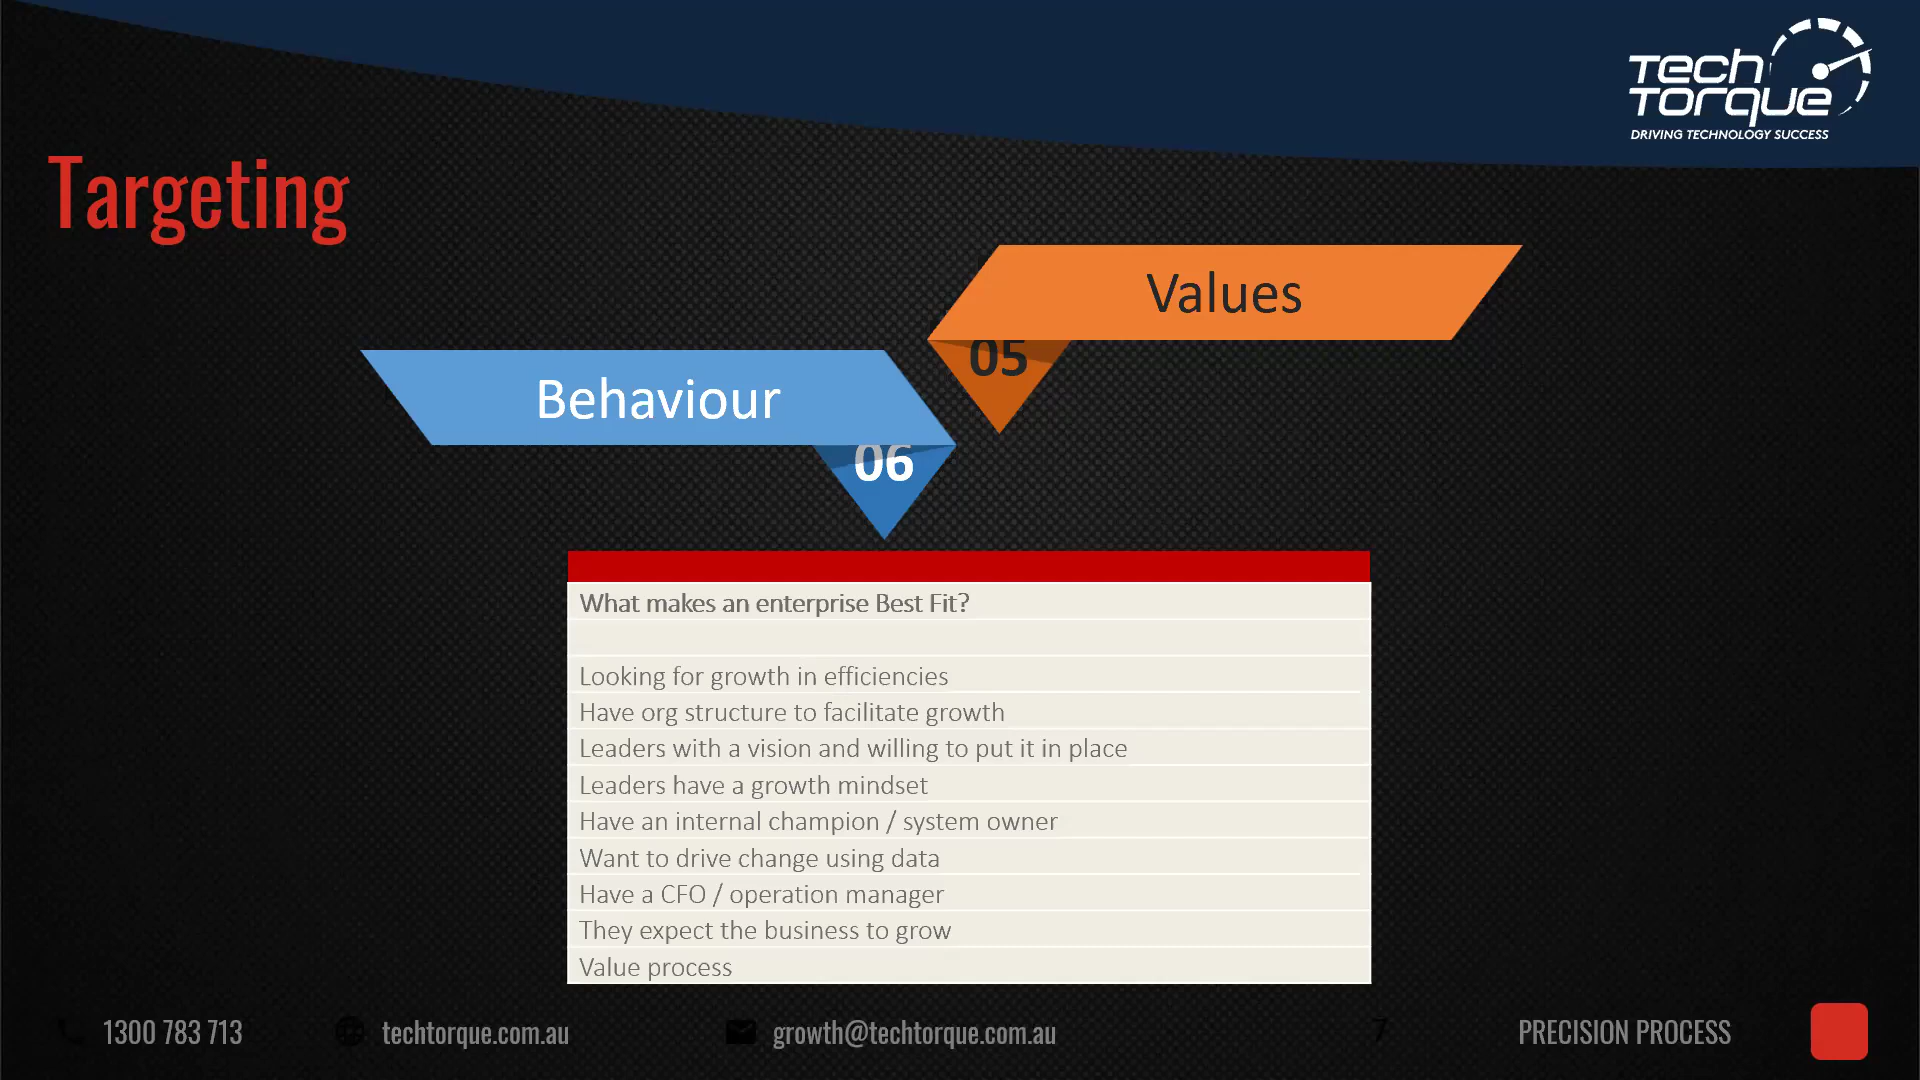 Tech
Torque
DRIVING TECHNOLOGY SUCCESS
Targeting
Values
05
Behaviour
06
What makes an enterprise Best Fit?
Looking for growth in efficiencies
Have org structure to facilitate growth
Leaders with a vision and willing to put it in place
Leaders have a growth mindset
Have an internal champion / system owner
Want to drive change using data
Have a CFO / operation manager
They expect the business to grow
Value process
1300 783 713
techtorque.com.au
growth@techtorque.com.au
7
PRECISION PROCESS